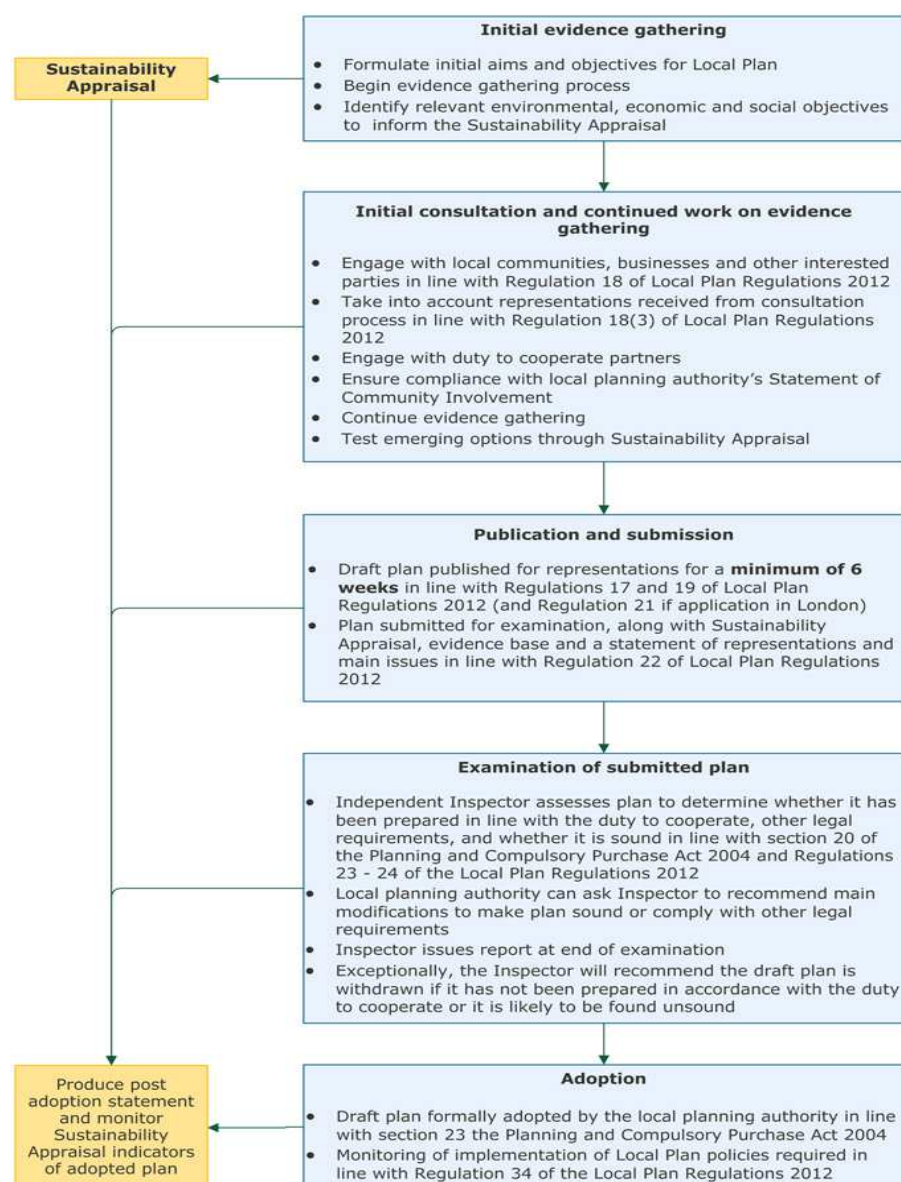 Initial evidence gathering
• Formulate initial aims and objectives for Local Plan
• Begin evidence gathering process
• Identify relevant environmental, economic and social objectives
to inform the Sustainability Appraisal
Sustainability
Appraisal
Initial consultation and continued work on evidence
gathering
• Engage with local communities, businesses and other interested
parties in line with Regulation 18 of Local Plan Regulations 2012
• Take into account representations received from consultation
process in line with Regulation 18(3) of Local Plan Regulations
2012
• Engage with duty to cooperate partners
• Ensure compliance with local planning authority's Statement of
Community Involvement
• Continue evidence gathering
• Test emerging options through Sustainability Appraisal
Publication and submission
• Draft plan published for representations for a minimum of 6
weeks in line with Regulations 17 and 19 of Local Plan
Regulations 2012 (and Regulation 21 if application in London)
• Plan submitted for examination, along with Sustainability
Appraisal, evidence base and a statement of representations and
main issues in line with Regulation 22 of Local Plan Regulations
2012
Examination of submitted plan
• Independent Inspector assesses plan to determine whether it has
been prepared in line with the duty to cooperate, other legal
requirements, and whether it is sound in line with section 20 of
the Planning and Compulsory Purchase Act 2004 and Regulations
23 - 24 of the Local Plan Regulations 2012
• Local planning authority can ask Inspector to recommend main
modifications to make plan sound or comply with other legal
requirements
• Inspector issues report at end of examination
• Exceptionally, the Inspector will recommend the draft plan is
withdrawn if it has not been prepared in accordance with the duty
to cooperate or it is likely to be found unsound
Adoption
• Draft plan formally adopted by the local planning authority in line
with section 23 the Planning and Compulsory Purchase Act 2004
• Monitoring of implementation of Local Plan policies required in
line with Regulation 34 of the Local Plan Regulations 2012
Produce post
adoption statement
and monitor
Sustainability
Appraisal indicators
of adopted plan